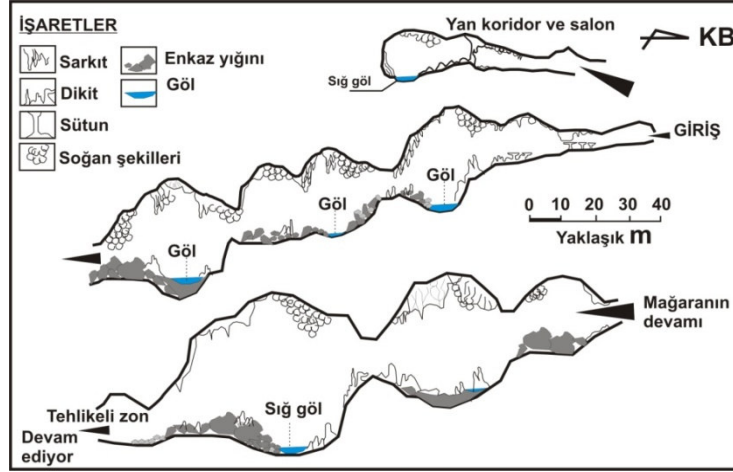 İŞARETLER
Sarkıt
Dikit
Sütun
Soğan şekilleri
Enkaz yığını
Göl
Yan koridor ve salon
KB
Sığ göl
GİRİŞ
Göl
Göl
Göl
0 10 20 30 40
Yaklaşık m
Mağaranın
devamı
Tehlikeli zon
Devam
ediyor
Sığ göl